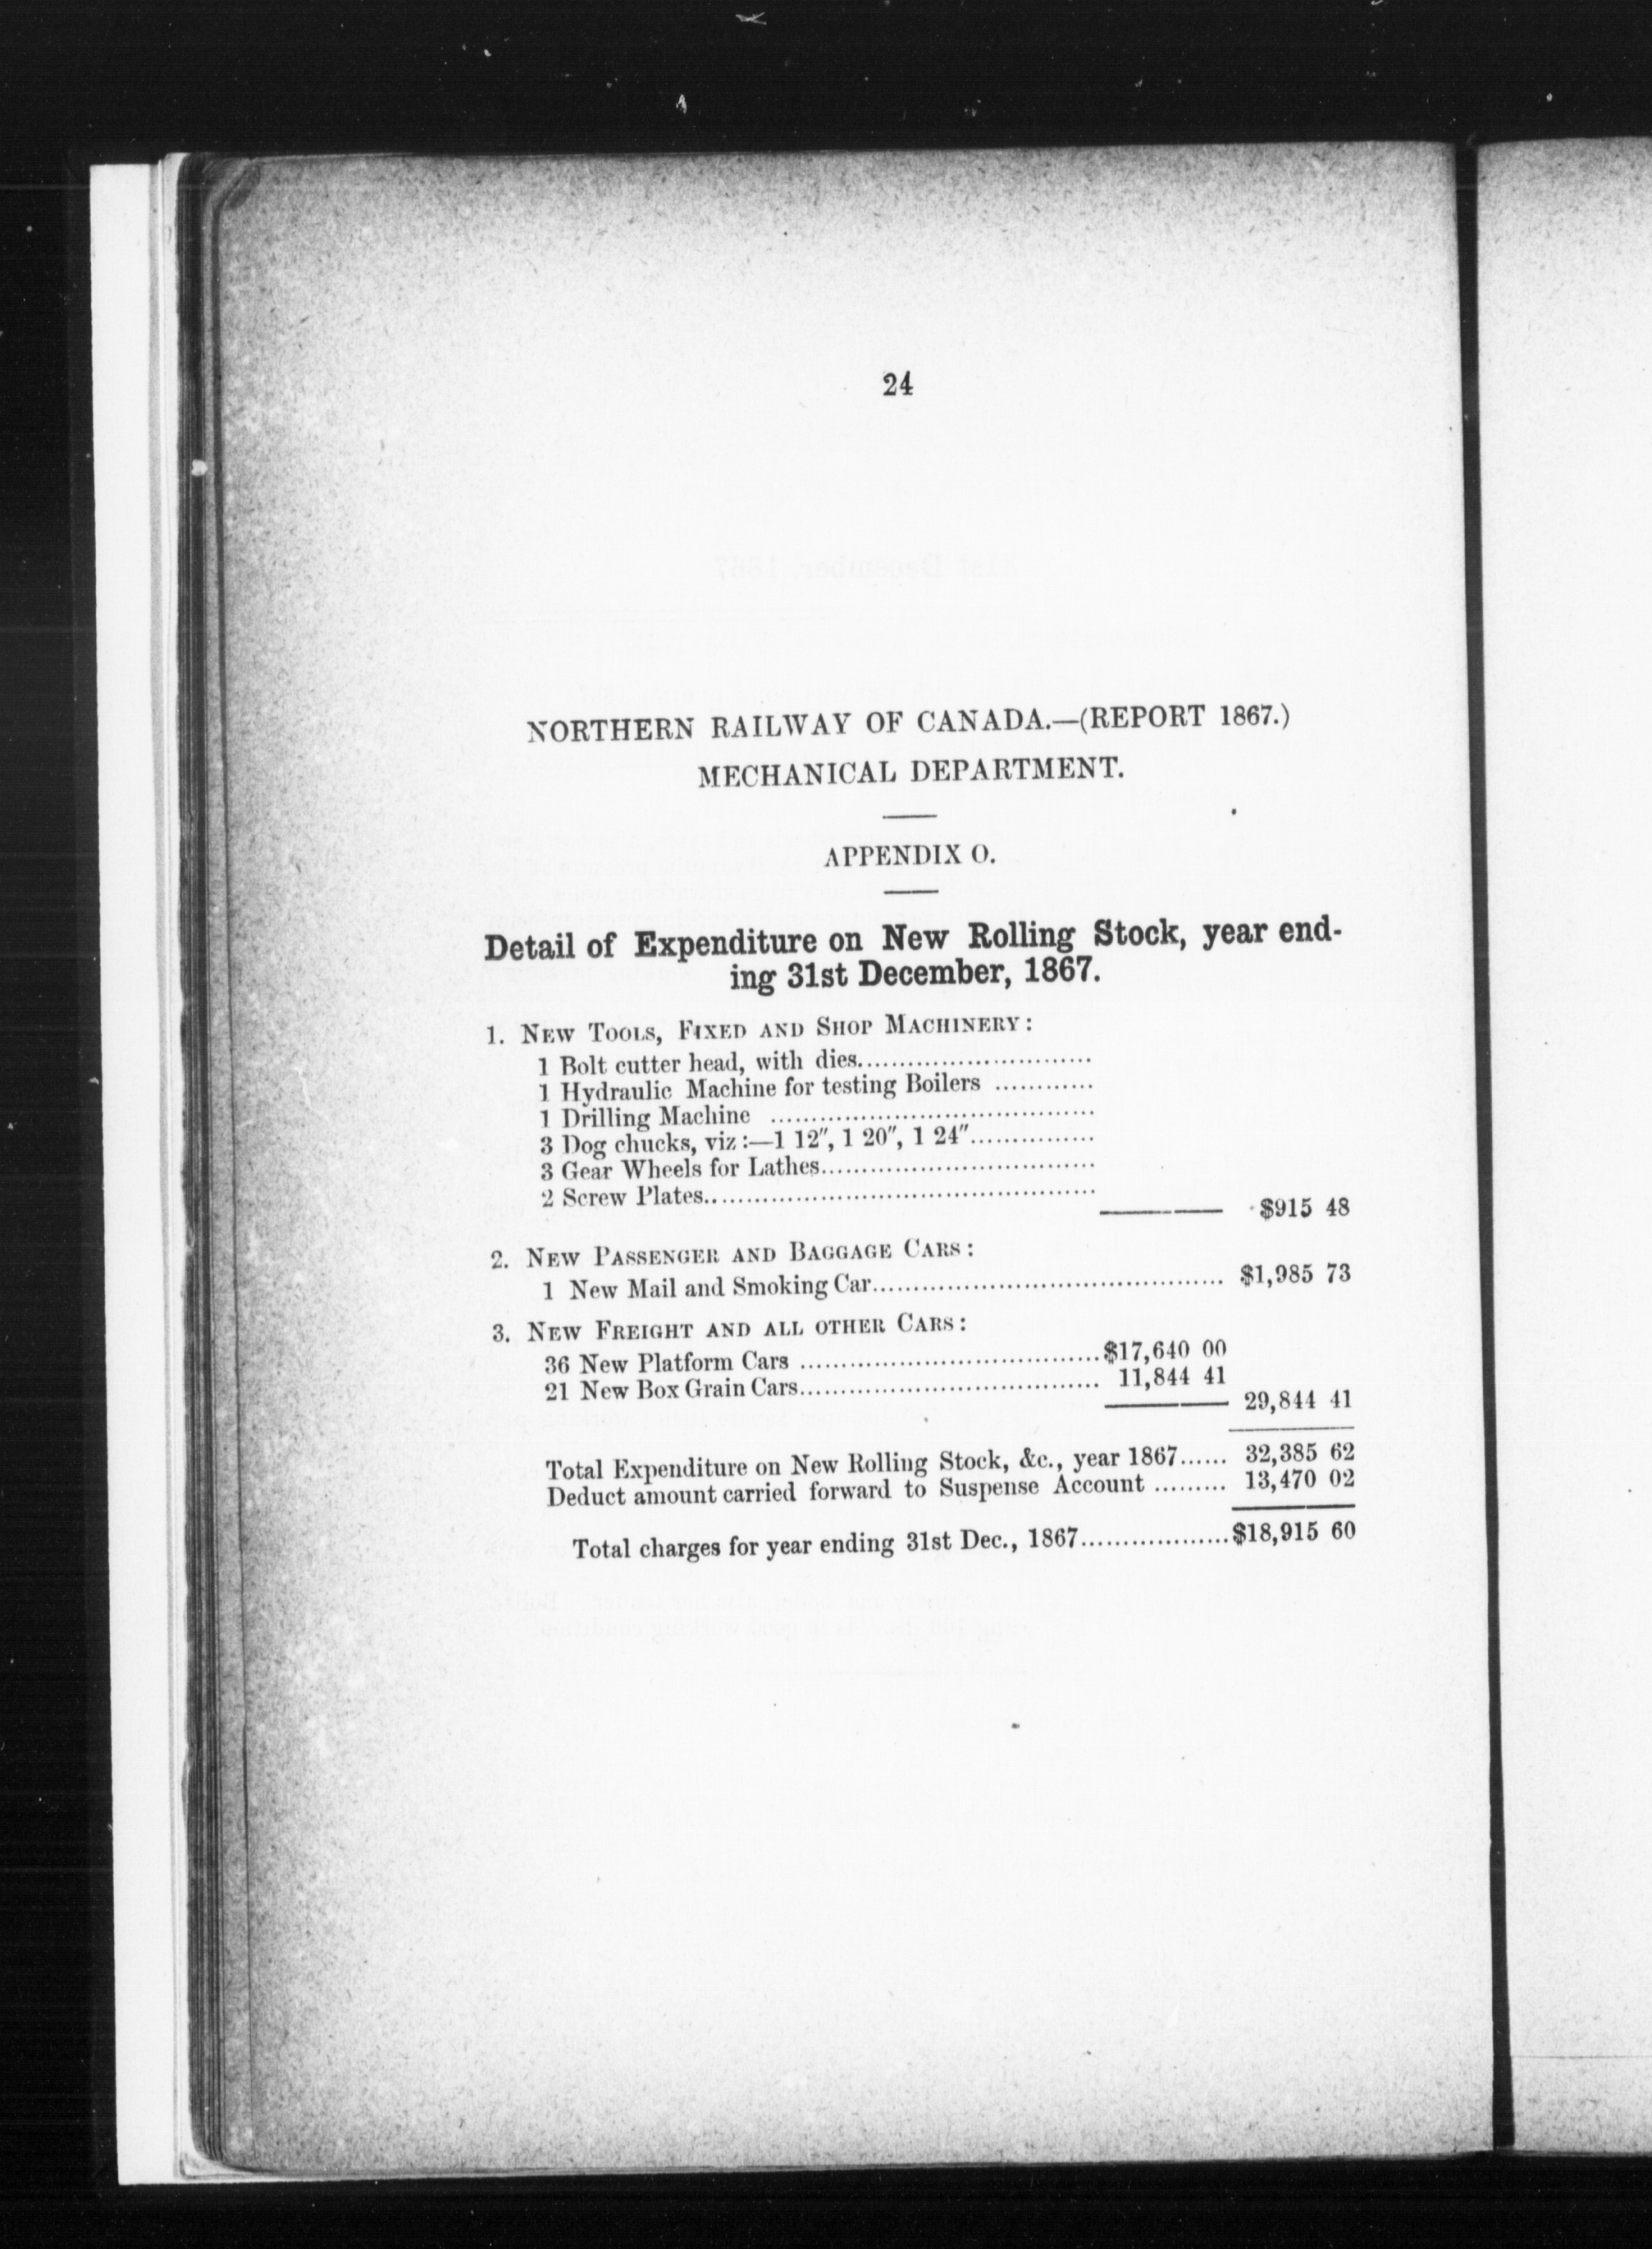 24
NORTHERN RAILWAY OF CANADA.—(REPORT 1867.)
MECHANICAL DEPARTMENT.
APPENDIX O.
Detail of Expenditure on New Rolling Stock, year end-
ing 31st December, 1867.
1. NEW TOOLS, FIXED AND SHOP MACHINERY:
1 Bolt cutter head, with dies............................
1 Hydraulic Machine for testing Boilers ............
1 Drilling Machine .......................................
3 Dog chucks, viz :—1 12″, 1 20″, 1 24″...............
3 Gear Wheels for Lathes.................................
2 Screw Plates...............................................
$915 48
2. NEW PASSENGER AND BAGGAGE CARS:
1 New Mail and Smoking Car.......................................... $1,985 73
3. NEW FREIGHT AND ALL OTHER CARS:
36 New Platform Cars ....................................$17,640 00
21 New Box Grain Cars.................................... 11,844 41
29,844 41
Total Expenditure on New Rolling Stock, &c., year 1867...... 32,385 62
Deduct amount carried forward to Suspense Account ......... 13,470 02
Total charges for year ending 31st Dec., 1867..................$18,915 60